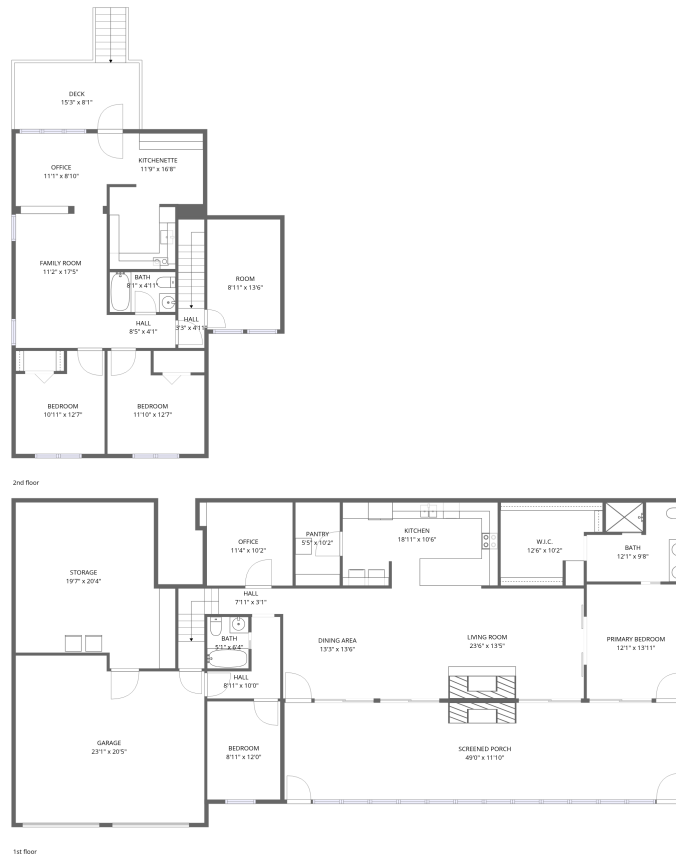 DECK
15'3" x 8'1"
OFFICE
11'1" x 8'10"
KITCHENETTE
11'9" x 16'8"
FAMILY ROOM
11'2" x 17'5"
BATH
8'1" x 4'11"
ROOM
8'11" x 13'6"
HALL
8'5" x 4'1"
HALL
3'3" x 4'11"
BEDROOM
10'11" x 12'7"
BEDROOM
11'10" x 12'7"
2nd floor
STORAGE
19'7" x 20'4"
OFFICE
11'4" x 10'2"
PANTRY
5'5" x 10'2"
KITCHEN
18'11" x 10'6"
W.I.C.
12'6" x 10'2"
BATH
12'1" x 9'8"
HALL
7'11" x 3'1"
BATH
5'1" x 6'4"
DINING AREA
13'3" x 13'6"
LIVING ROOM
23'6" x 13'5"
PRIMARY BEDROOM
12'1" x 13'11"
HALL
8'11" x 10'0"
GARAGE
23'1" x 20'5"
BEDROOM
8'11" x 12'0"
SCREENED PORCH
49'0" x 11'10"
1st floor